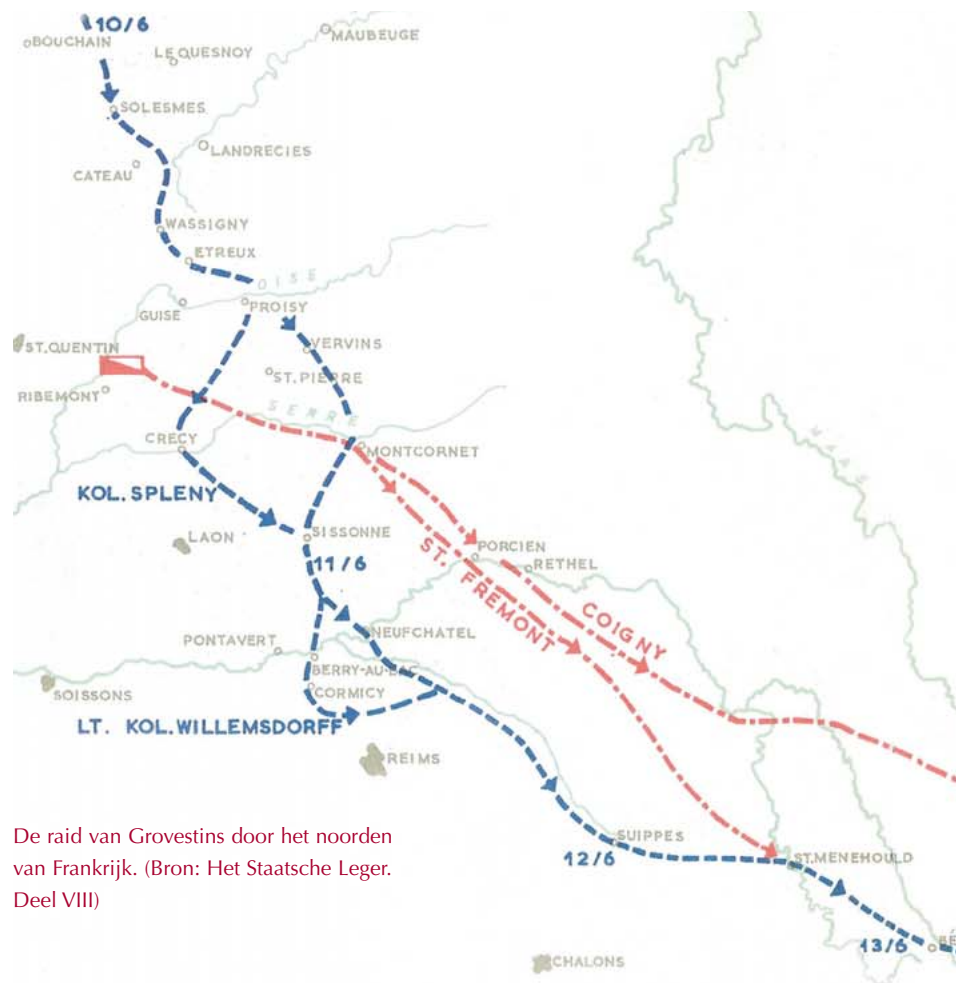 10/6
BOUCHAIN
LE QUESNOY
MAUBEUGE
SOLESMES
LANDRECIES
CATEAU
WASSIGNY
ETREUX
OISE
GUISE
PROISY
ST. QUENTIN
VERVINS
ST. PIERRE
RIBEMONT
SERRE
CRECY
MONTCORNET
MAAS
KOL. SPLENY
LAON
SISSONNE
11/6
PORCIEN
RETHEL
ST. FREMONT
COIGNY
NEUFCHATEL
PONTAVERT
BERRY-AU-BAC
CORMICY
SOISSONS
LT. KOL. WILLEMSDORFF
REIMS
De raid van Grovestins door het noorden
van Frankrijk. (Bron: Het Staatsche Leger.
Deel VIII)
SUIPPES
12/6
ST. MENEHOULD
13/6
BÉ
CHALONS